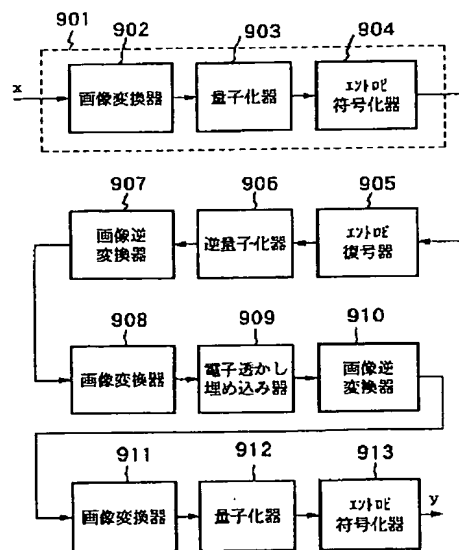 901
902
903
904
x
画像変換器
量子化器
エントロピ
符号化器
907
906
905
画像逆
変換器
逆量子化器
エントロピ
復号器
908
909
910
画像変換器
電子透かし
埋め込み器
画像逆
変換器
911
912
913
画像変換器
量子化器
エントロピ
符号化器
y